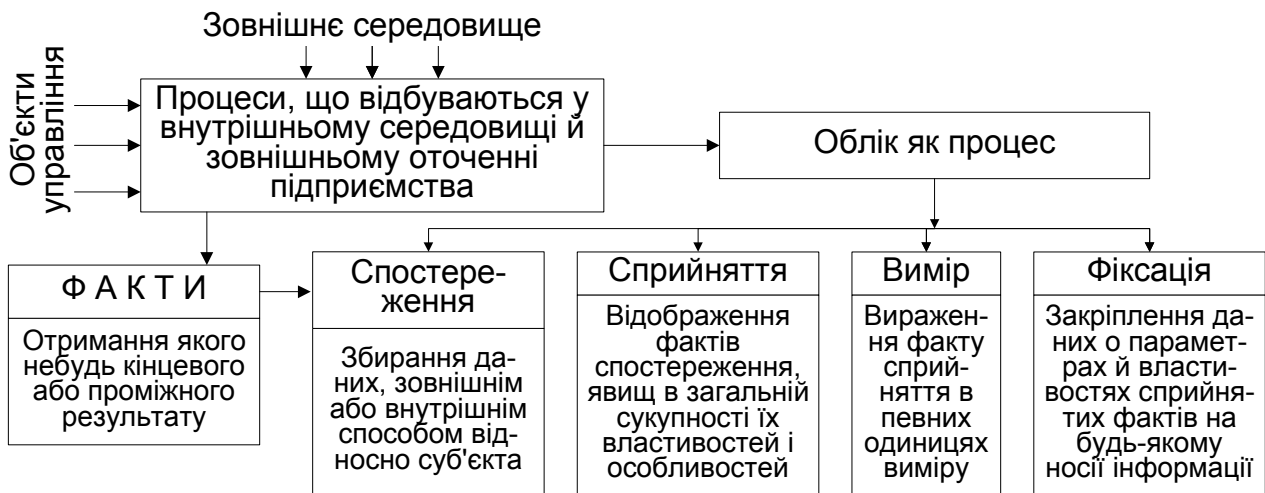 Зовнішнє середовище
Об'єкти
управління
Процеси, що відбуваються у
внутрішньому середовищі й
зовнішньому оточенні
підприємства
Облік як процес
Ф А К Т И
Отримання якого
небудь кінцевого
або проміжного
результату
Спостере-
ження
Збирання да-
них, зовнішнім
або внутрішнім
способом від-
носно суб'єкта
Сприйняття
Відображення
фактів
спостереження,
явищ в загальній
сукупності їх
властивостей і
особливостей
Вимір
Виражен-
ня факту
сприй-
няття в
певних
одиницях
виміру
Фіксація
Закріплення да-
них о парамет-
рах й власти-
востях сприйня-
тих фактів на
будь-якому
носії інформації